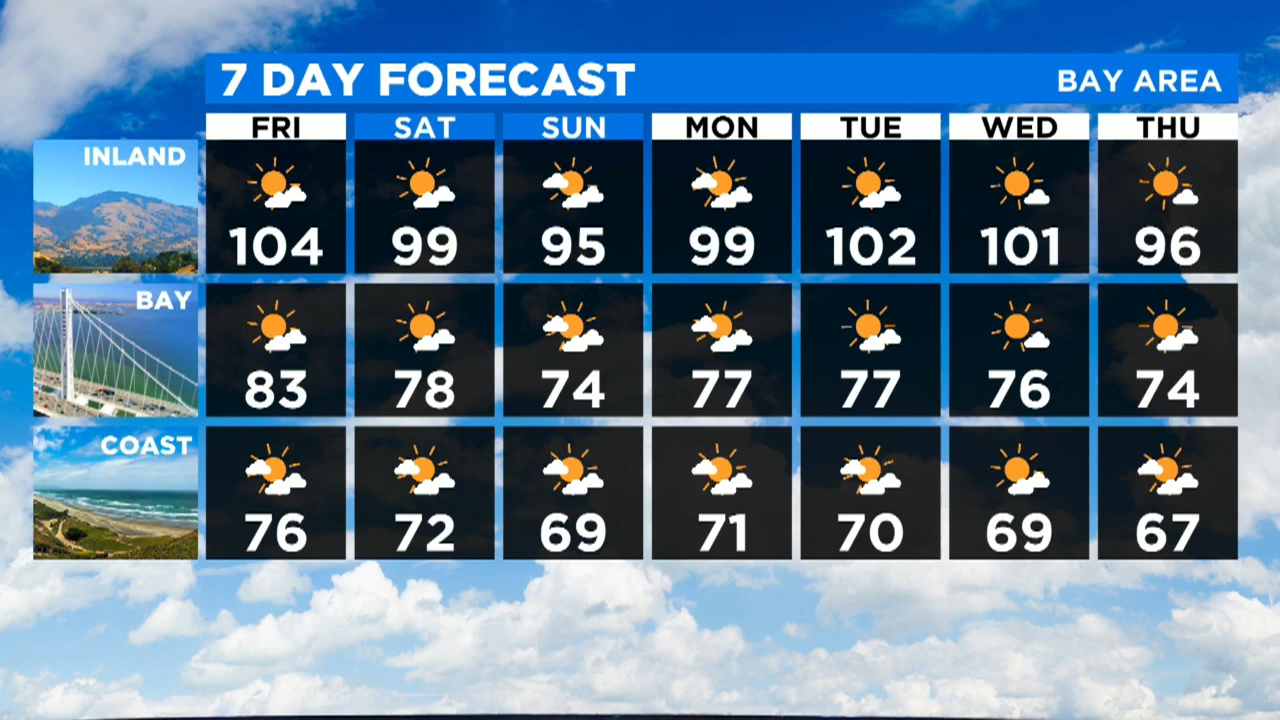 7 DAY FORECAST BAY AREA
FRI SAT SUN MON TUE WED THU
INLAND
104 99 95 99 102 101 96
BAY
83 78 74 77 77 76 74
COAST
76 72 69 71 70 69 67